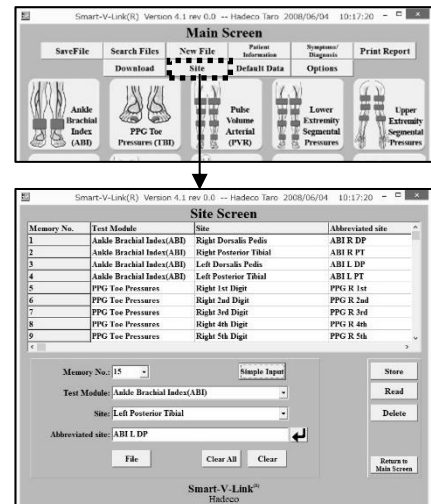 Smart-V-Link(R) Version 4.1 rev 0.0 -- Hadeco Taro 2008/06/04 10:17:20
Main Screen
SaveFile Search Files New File Patient Information Symptoms/ Diagnosis Print Report
Download Site Default Data Options
Ankle Brachial Index (ABI)
PPG Toe Pressures (TBI)
Pulse Volume Arterial (PVR)
Lower Extremity Segmental Pressures
Upper Extremity Segmental Pressures
Smart-V-Link(R) Version 4.1 rev 0.0 -- Hadeco Taro 2008/06/04 10:17:20
Site Screen
Memory No. Test Module Site Abbreviated site
1 Ankle Brachial Index(ABI) Right Dorsalis Pedis ABI R DP
2 Ankle Brachial Index(ABI) Right Posterior Tibial ABI R PT
3 Ankle Brachial Index(ABI) Left Dorsalis Pedis ABI L DP
4 Ankle Brachial Index(ABI) Left Posterior Tibial ABI L PT
5 PPG Toe Pressures Right 1st Digit PPG R 1st
6 PPG Toe Pressures Right 2nd Digit PPG R 2nd
7 PPG Toe Pressures Right 3rd Digit PPG R 3rd
8 PPG Toe Pressures Right 4th Digit PPG R 4th
9 PPG Toe Pressures Right 5th Digit PPG R 5th
Memory No.: 15 Simple Input Store
Test Module: Ankle Brachial Index(ABI) Read
Site: Left Posterior Tibial Delete
Abbreviated site: ABI L DP
File Clear All Clear Return to Main Screen
Smart-V-Link(R)
Hadeco